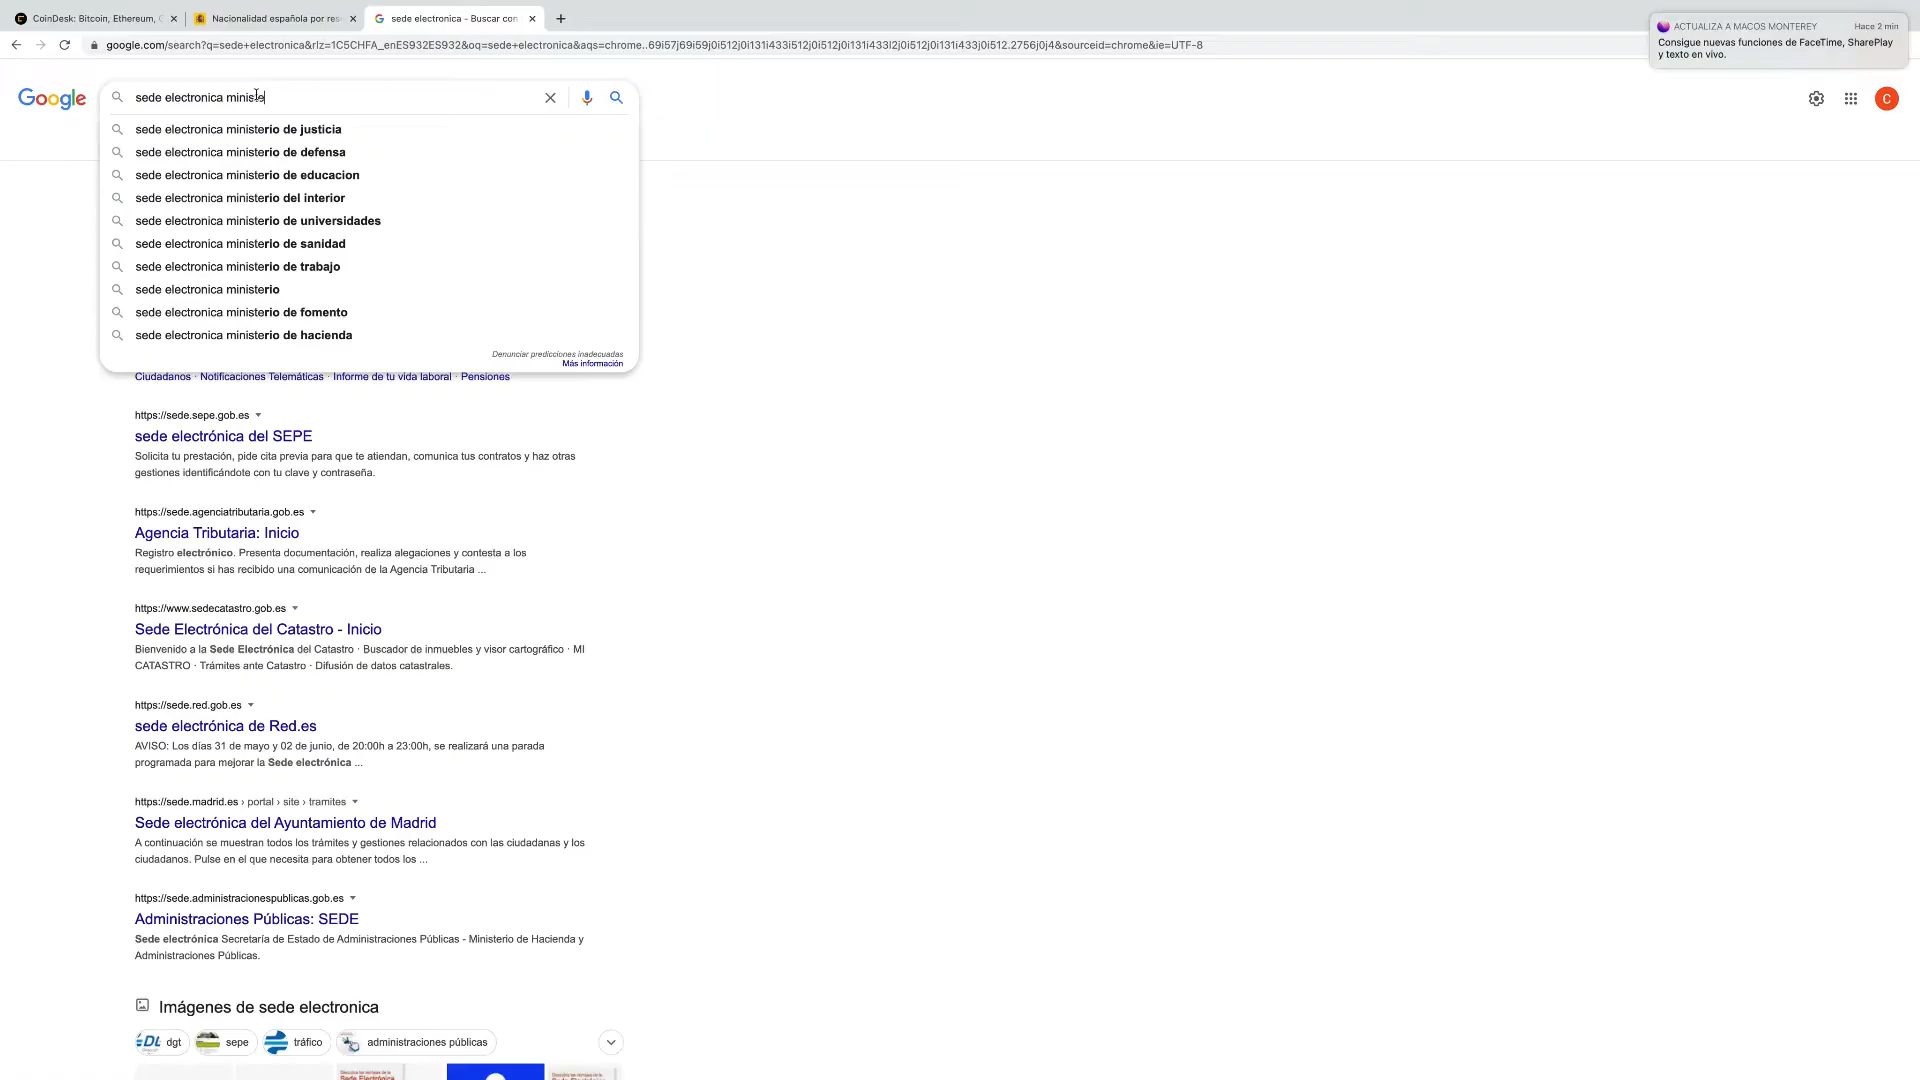 CoinDesk: Bitcoin, Ethereum, C
Nacionalidad española por res
sede electronica - Buscar con
google.com/search?q=sede+electronica&rlz=1C5CHFA_enES932ES932&oq=sede+electronica&aqs=chrome..69i57j69i59j0i512j0i131i433i512j0i512j0i131i433l2j0i512j0i131i433j0i512.2756j0j4&sourceid=chrome&ie=UTF-8
ACTUALIZA A MACOS MONTEREY
Hace 2 min
Consigue nuevas funciones de FaceTime, SharePlay
y texto en vivo.
Google
sede electronica ministe
C
sede electronica ministerio de justicia
sede electronica ministerio de defensa
sede electronica ministerio de educacion
sede electronica ministerio del interior
sede electronica ministerio de universidades
sede electronica ministerio de sanidad
sede electronica ministerio de trabajo
sede electronica ministerio
sede electronica ministerio de fomento
sede electronica ministerio de hacienda
Denunciar predicciones inadecuadas
Más información
Ciudadanos · Notificaciones Telemáticas · Informe de tu vida laboral · Pensiones
https://sede.sepe.gob.es
sede electrónica del SEPE
Solicita tu prestación, pide cita previa para que te atiendan, comunica tus contratos y haz otras
gestiones identificándote con tu clave y contraseña.
https://sede.agenciatributaria.gob.es
Agencia Tributaria: Inicio
Registro electrónico. Presenta documentación, realiza alegaciones y contesta a los
requerimientos si has recibido una comunicación de la Agencia Tributaria ...
https://www.sedecatastro.gob.es
Sede Electrónica del Catastro - Inicio
Bienvenido a la Sede Electrónica del Catastro · Buscador de inmuebles y visor cartográfico · MI
CATASTRO · Trámites ante Catastro · Difusión de datos catastrales.
https://sede.red.gob.es
sede electrónica de Red.es
AVISO: Los días 31 de mayo y 02 de junio, de 20:00h a 23:00h, se realizará una parada
programada para mejorar la Sede electrónica ...
https://sede.madrid.es › portal › site › tramites
Sede electrónica del Ayuntamiento de Madrid
A continuación se muestran todos los trámites y gestiones relacionados con las ciudadanas y los
ciudadanos. Pulse en el que necesita para obtener todos los ...
https://sede.administracionespublicas.gob.es
Administraciones Públicas: SEDE
Sede electrónica Secretaría de Estado de Administraciones Públicas - Ministerio de Hacienda y
Administraciones Públicas.
Imágenes de sede electronica
dgt
sepe
tráfico
administraciones públicas